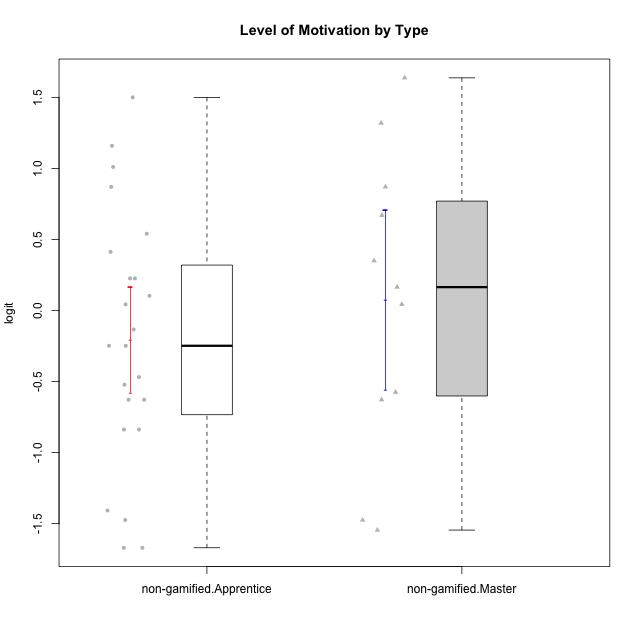 Level of Motivation by Type
logit
1.5
1.0
0.5
0.0
-0.5
-1.0
-1.5
non-gamified.Apprentice
non-gamified.Master